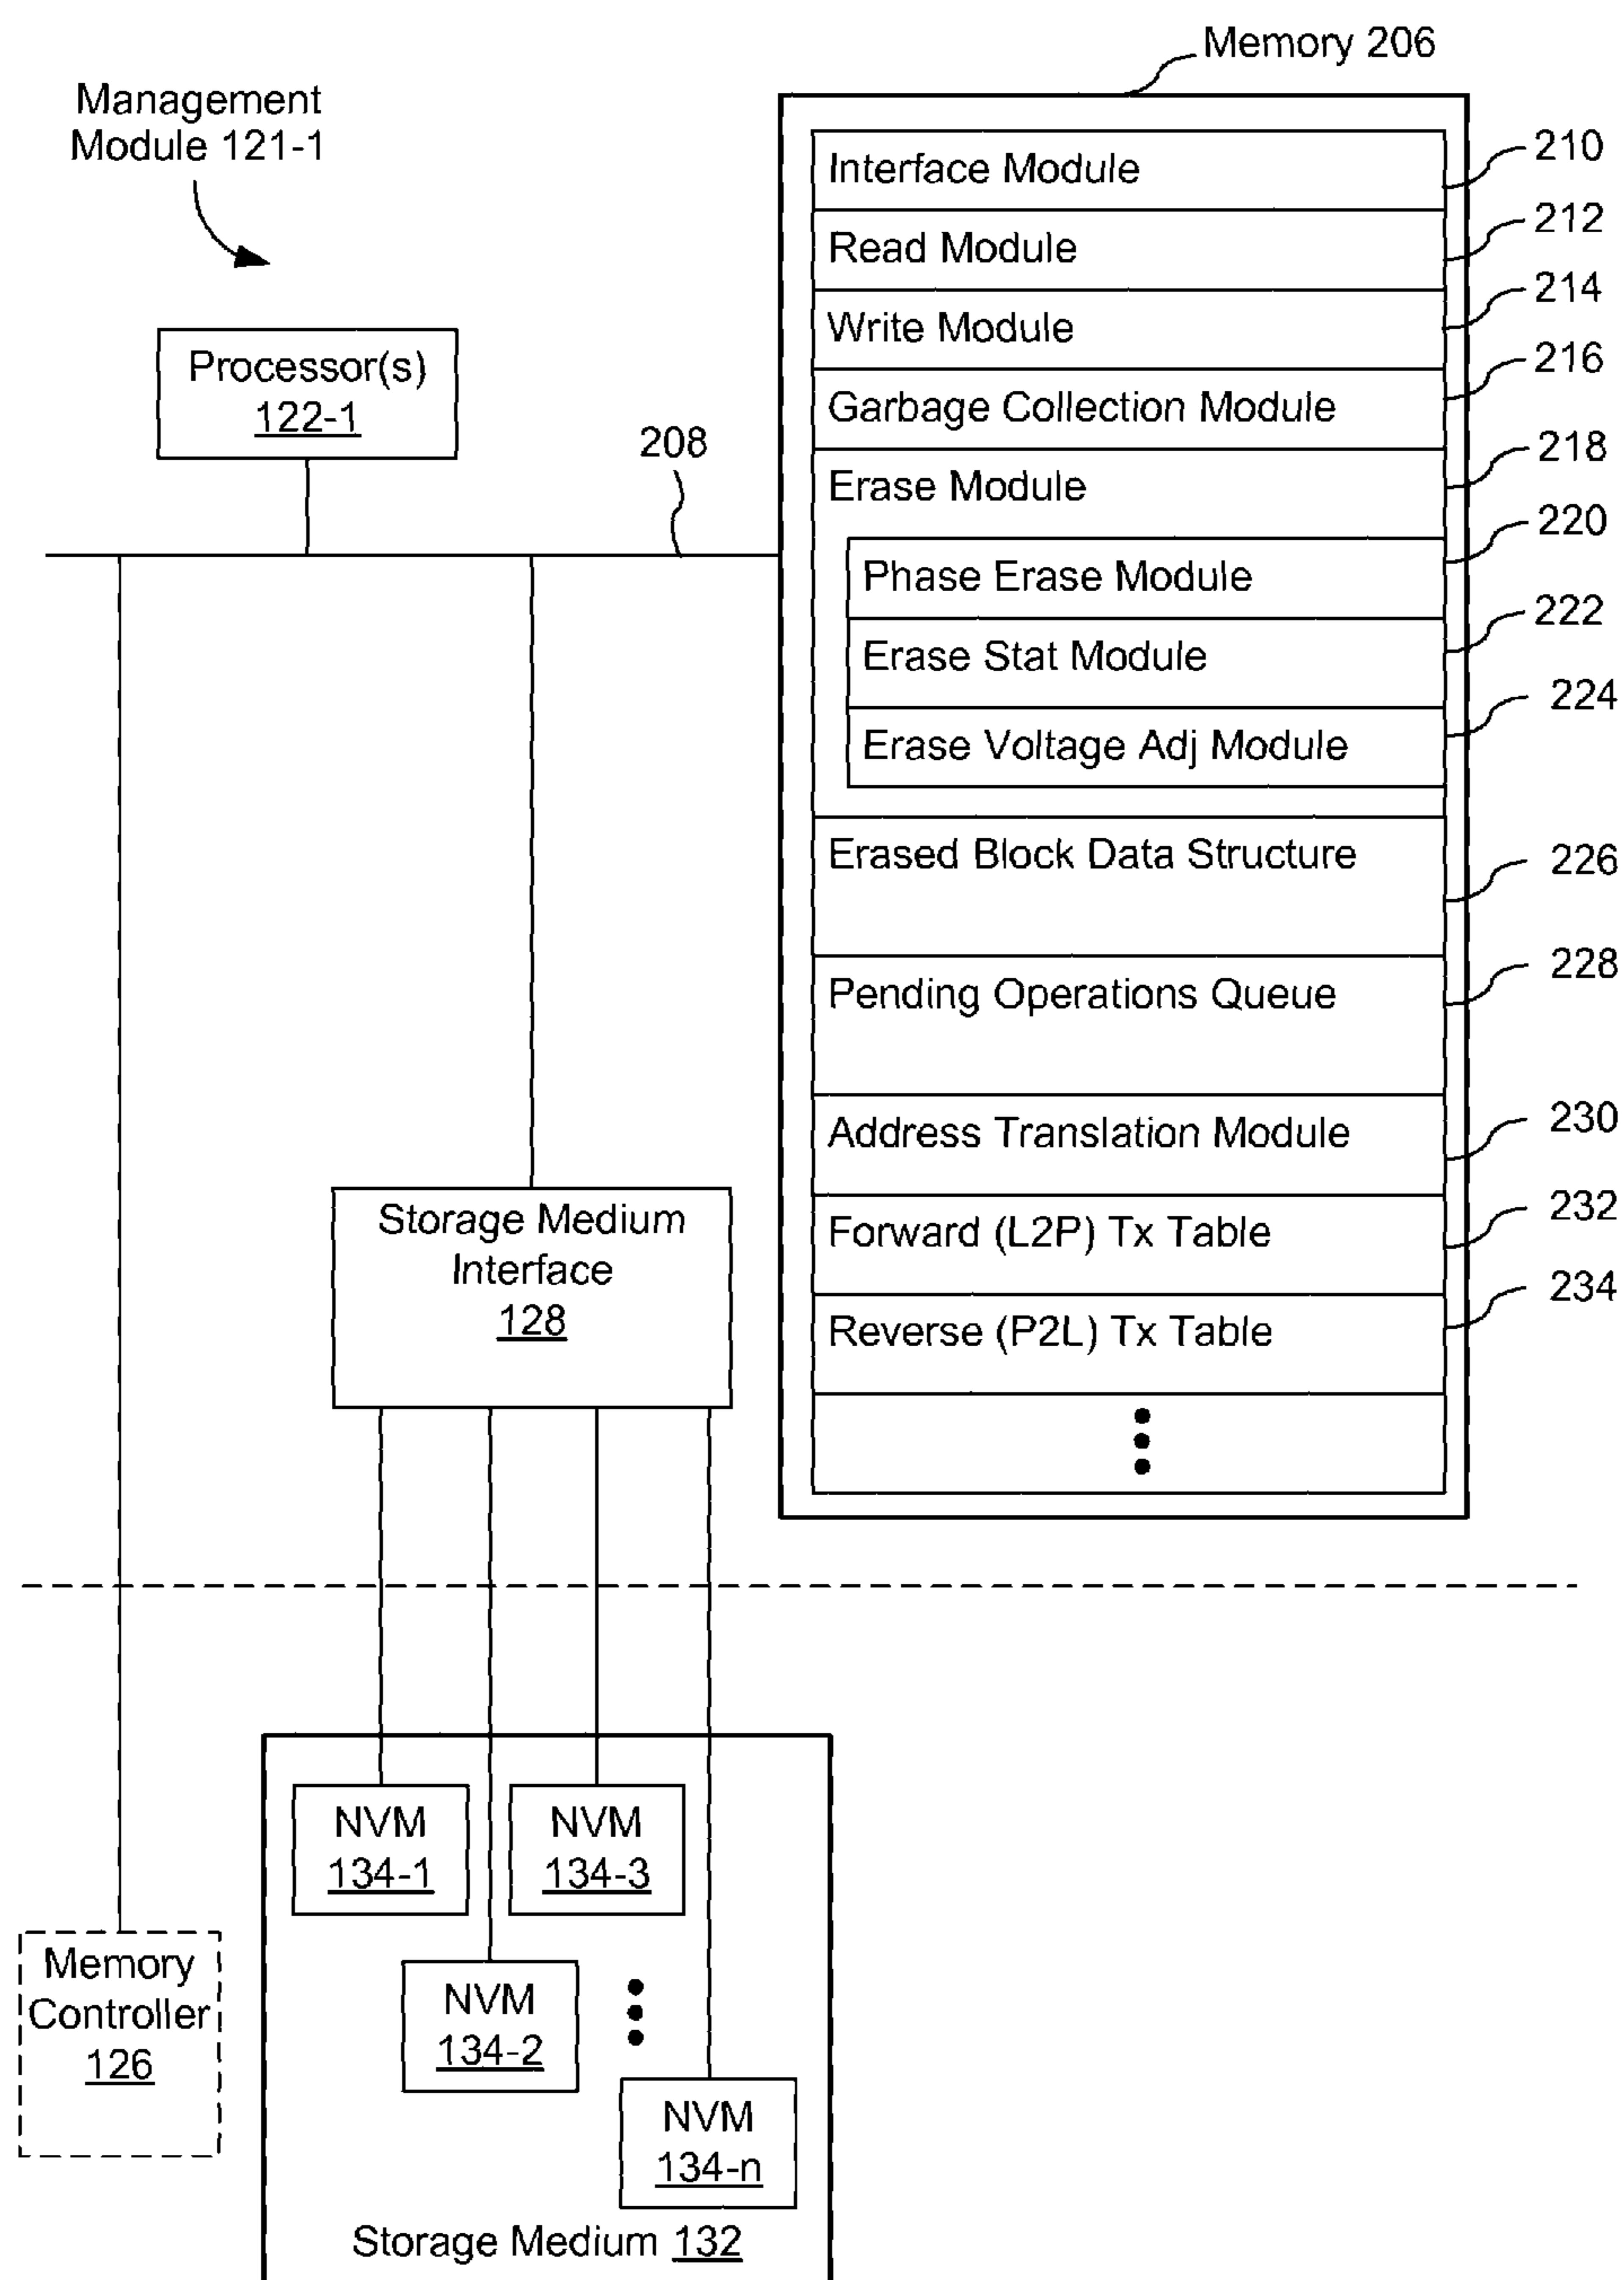 Memory 206
Management
Module 121-1
Interface Module
210
Read Module
212
Write Module
214
Garbage Collection Module
216
Erase Module
218
Phase Erase Module
220
Erase Stat Module
222
Erase Voltage Adj Module
224
Erased Block Data Structure
226
Pending Operations Queue
228
Address Translation Module
230
Forward (L2P) Tx Table
232
Reverse (P2L) Tx Table
234
Processor(s)
122-1
208
Storage Medium
Interface
128
NVM
134-1
NVM
134-3
NVM
134-2
NVM
134-n
Memory
Controller
126
Storage Medium 132